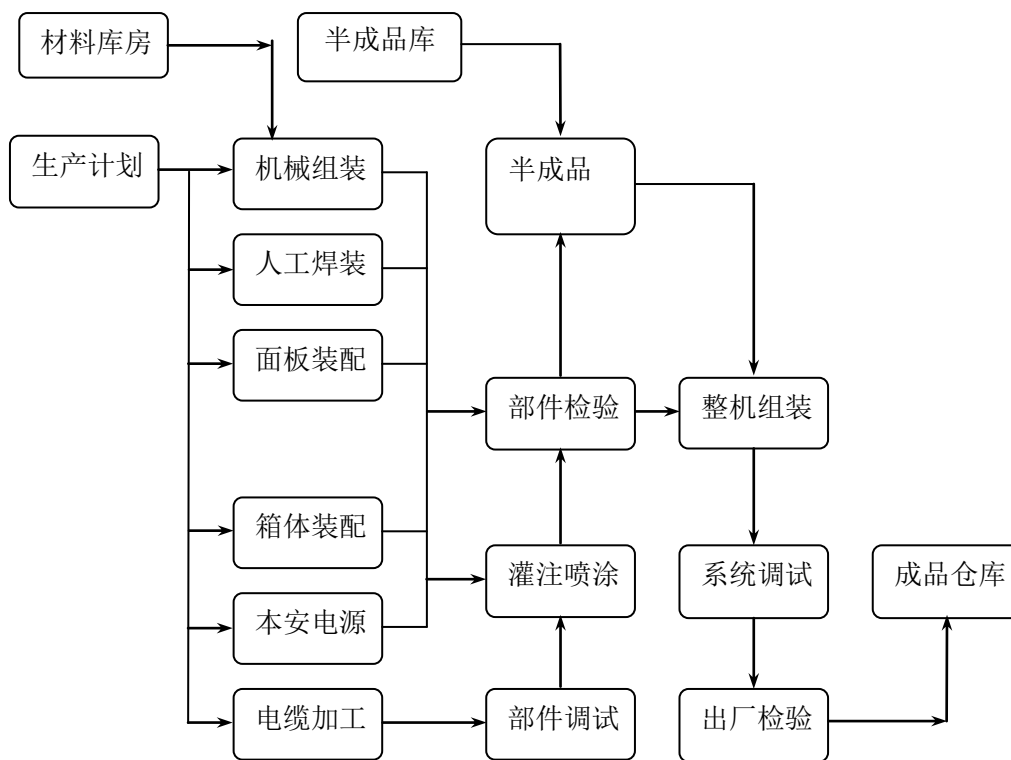 材料库房
半成品库
生产计划
机械组装
半成品
人工焊装
面板装配
部件检验
整机组装
箱体装配
灌注喷涂
系统调试
成品仓库
本安电源
电缆加工
部件调试
出厂检验